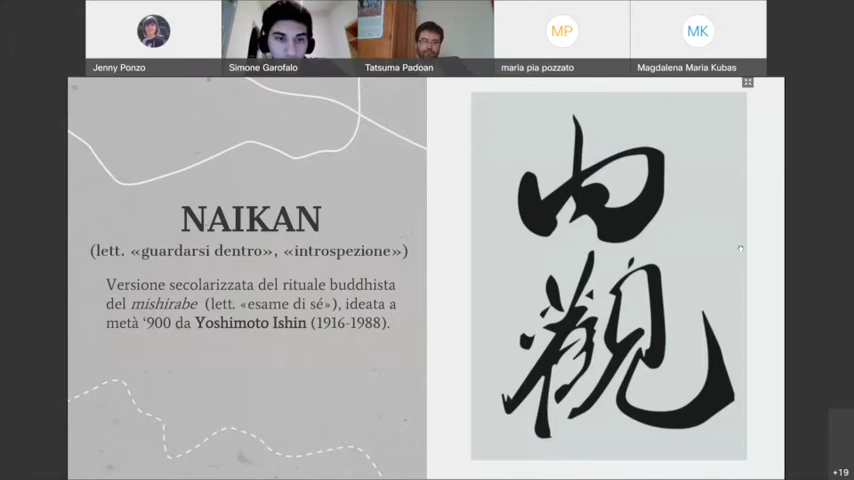 MP
MK
Jenny Ponzo
Simone Garofalo
Tatsuma Padoan
maria pia pozzato
Magdalena Maria Kubas
NAIKAN
(lett. «guardarsi dentro», «introspezione»)
Versione secolarizzata del rituale buddhista
del mishirabe (lett. «esame di sé»), ideata a
metà ‘900 da Yoshimoto Ishin (1916-1988).
内
觀
+19